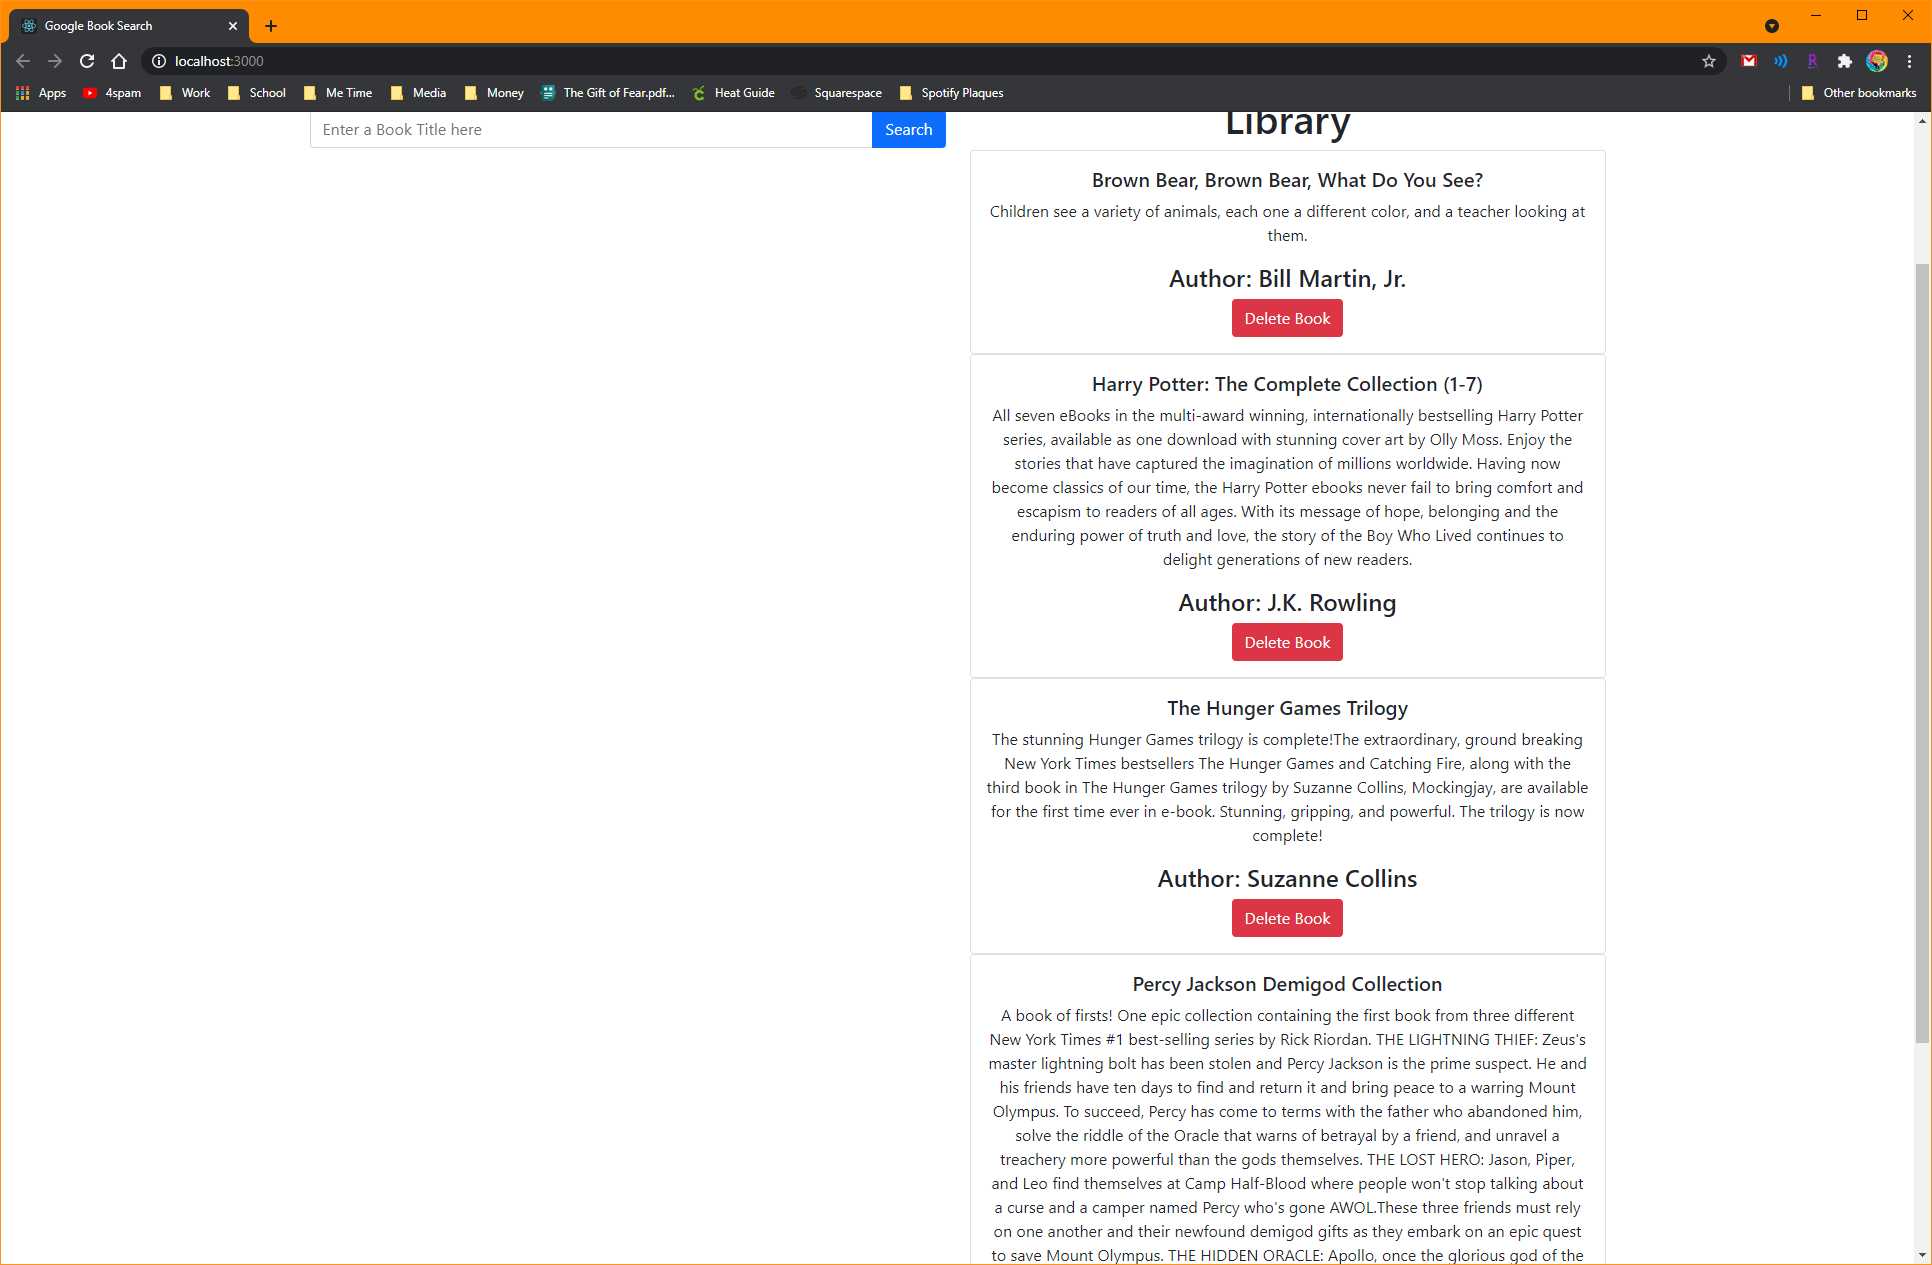 Google Book Search
localhost:3000
Apps 4spam Work School Me Time Media Money The Gift of Fear.pdf... Heat Guide Squarespace Spotify Plaques Other bookmarks
Enter a Book Title here Search
Library
Brown Bear, Brown Bear, What Do You See?
Children see a variety of animals, each one a different color, and a teacher looking at
them.
Author: Bill Martin, Jr.
Delete Book
Harry Potter: The Complete Collection (1-7)
All seven eBooks in the multi-award winning, internationally bestselling Harry Potter
series, available as one download with stunning cover art by Olly Moss. Enjoy the
stories that have captured the imagination of millions worldwide. Having now
become classics of our time, the Harry Potter ebooks never fail to bring comfort and
escapism to readers of all ages. With its message of hope, belonging and the
enduring power of truth and love, the story of the Boy Who Lived continues to
delight generations of new readers.
Author: J.K. Rowling
Delete Book
The Hunger Games Trilogy
The stunning Hunger Games trilogy is complete!The extraordinary, ground breaking
New York Times bestsellers The Hunger Games and Catching Fire, along with the
third book in The Hunger Games trilogy by Suzanne Collins, Mockingjay, are available
for the first time ever in e-book. Stunning, gripping, and powerful. The trilogy is now
complete!
Author: Suzanne Collins
Delete Book
Percy Jackson Demigod Collection
A book of firsts! One epic collection containing the first book from three different
New York Times #1 best-selling series by Rick Riordan. THE LIGHTNING THIEF: Zeus's
master lightning bolt has been stolen and Percy Jackson is the prime suspect. He and
his friends have ten days to find and return it and bring peace to a warring Mount
Olympus. To succeed, Percy has come to terms with the father who abandoned him,
solve the riddle of the Oracle that warns of betrayal by a friend, and unravel a
treachery more powerful than the gods themselves. THE LOST HERO: Jason, Piper,
and Leo find themselves at Camp Half-Blood where people won't stop talking about
a curse and a camper named Percy who's gone AWOL.These three friends must rely
on one another and their newfound demigod gifts as they embark on an epic quest
to save Mount Olympus. THE HIDDEN ORACLE: Apollo, once the glorious god of the